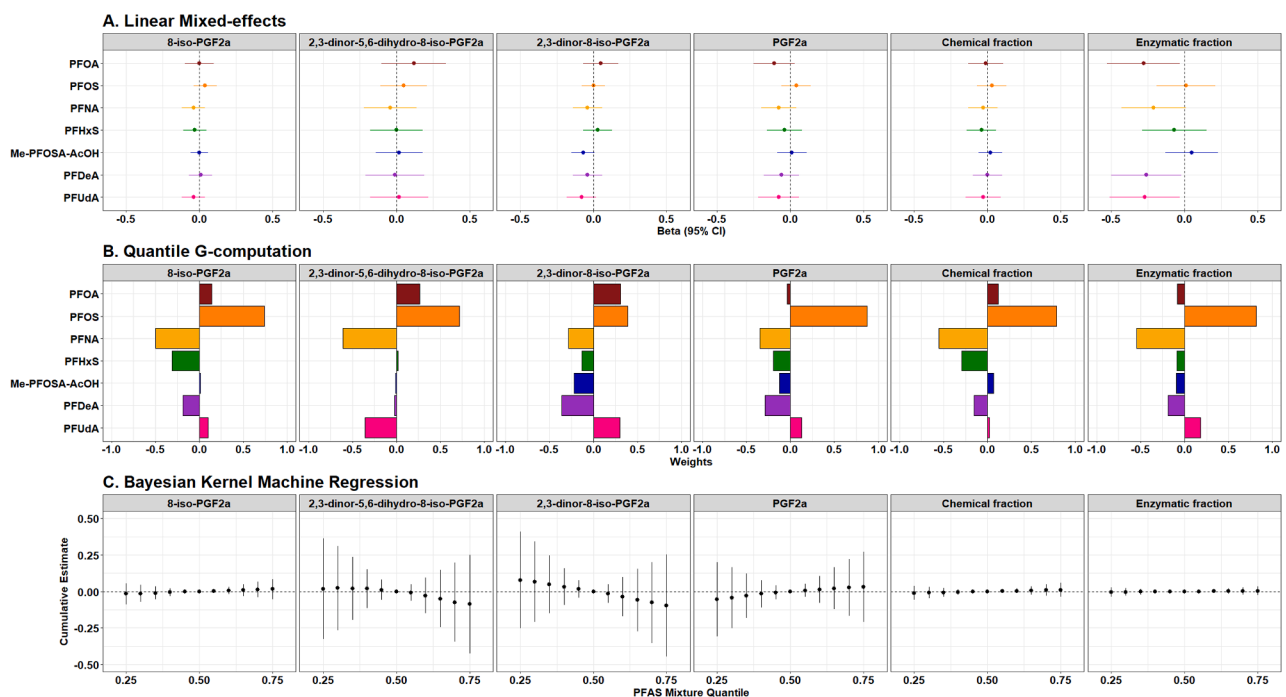 A. Linear Mixed-effects
8-iso-PGF2a 2,3-dinor-5,6-dihydro-8-iso-PGF2a 2,3-dinor-8-iso-PGF2a PGF2a Chemical fraction Enzymatic fraction
PFOA
PFOS
PFNA
PFHxS
Me-PFOSA-AcOH
PFDeA
PFUdA
-0.5 0.0 0.5 -0.5 0.0 0.5 -0.5 0.0 0.5 -0.5 0.0 0.5 -0.5 0.0 0.5 -0.5 0.0 0.5
Beta (95% CI)
B. Quantile G-computation
8-iso-PGF2a 2,3-dinor-5,6-dihydro-8-iso-PGF2a 2,3-dinor-8-iso-PGF2a PGF2a Chemical fraction Enzymatic fraction
PFOA
PFOS
PFNA
PFHxS
Me-PFOSA-AcOH
PFDeA
PFUdA
-1.0 -0.5 0.0 0.5 1.0 -1.0 -0.5 0.0 0.5 1.0 -1.0 -0.5 0.0 0.5 1.0 -1.0 -0.5 0.0 0.5 1.0 -1.0 -0.5 0.0 0.5 1.0 -1.0 -0.5 0.0 0.5 1.0
Weights
C. Bayesian Kernel Machine Regression
8-iso-PGF2a 2,3-dinor-5,6-dihydro-8-iso-PGF2a 2,3-dinor-8-iso-PGF2a PGF2a Chemical fraction Enzymatic fraction
Cumulative Estimate
0.50
0.25
0.00
-0.25
-0.50
0.25 0.50 0.75 0.25 0.50 0.75 0.25 0.50 0.75 0.25 0.50 0.75 0.25 0.50 0.75 0.25 0.50 0.75
PFAS Mixture Quantile